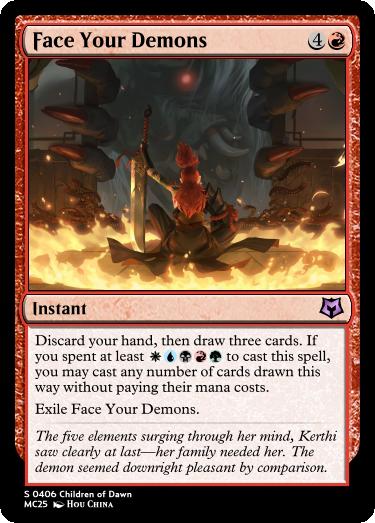 Face Your Demons 4
Instant
Discard your hand, then draw three cards. If
you spent at least to cast this spell,
you may cast any number of cards drawn this
way without paying their mana costs.
Exile Face Your Demons.
The five elements surging through her mind, Kerthi
saw clearly at last—her family needed her. The
demon seemed downright pleasant by comparison.
S 0406 Children of Dawn
MC25 Hou China